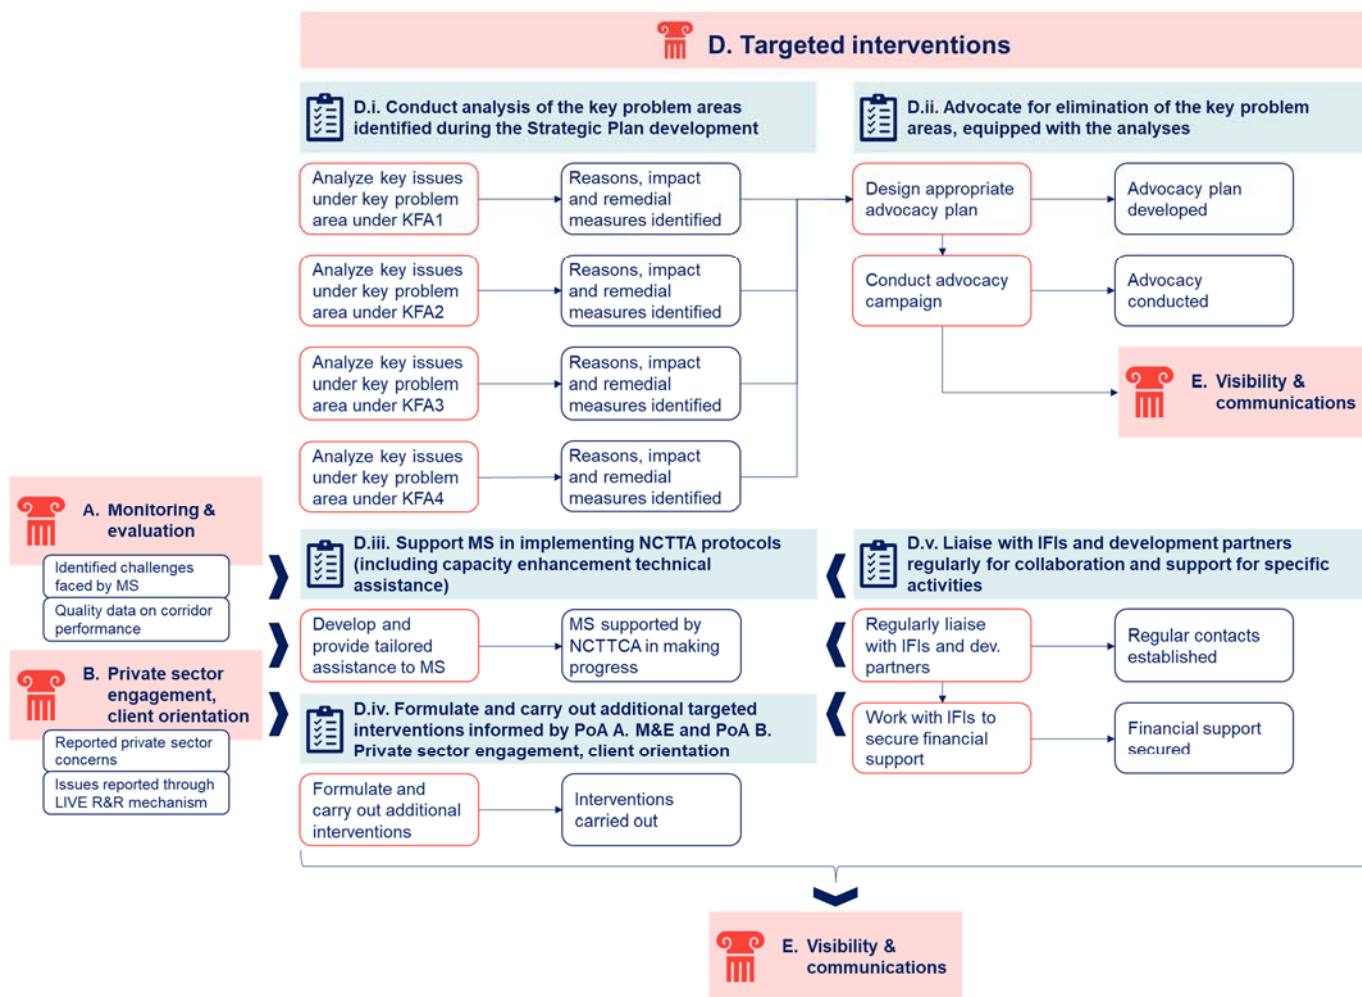 D. Targeted interventions
D.i. Conduct analysis of the key problem areas
identified during the Strategic Plan development
D.ii. Advocate for elimination of the key problem
areas, equipped with the analyses
Analyze key issues
under key problem
area under KFA1
Reasons, impact
and remedial
measures identified
Design appropriate
advocacy plan
Advocacy plan
developed
Analyze key issues
under key problem
area under KFA2
Reasons, impact
and remedial
measures identified
Conduct advocacy
campaign
Advocacy
conducted
Analyze key issues
under key problem
area under KFA3
Reasons, impact
and remedial
measures identified
E. Visibility &
communications
Analyze key issues
under key problem
area under KFA4
Reasons, impact
and remedial
measures identified
A. Monitoring &
evaluation
Identified challenges
faced by MS
Quality data on corridor
performance
B. Private sector
engagement,
client orientation
Reported private sector
concerns
Issues reported through
LIVE R&R mechanism
D.iii. Support MS in implementing NCTTA protocols
(including capacity enhancement technical
assistance)
Develop and
provide tailored
assistance to MS
MS supported by
NCTTCA in making
progress
D.iv. Formulate and carry out additional targeted
interventions informed by PoA A. M&E and PoA B.
Private sector engagement, client orientation
Formulate and
carry out additional
interventions
Interventions
carried out
D.v. Liaise with IFIs and development partners
regularly for collaboration and support for specific
activities
Regularly liaise
with IFIs and dev.
partners
Regular contacts
established
Work with IFIs to
secure financial
support
Financial support
secured
E. Visibility &
communications